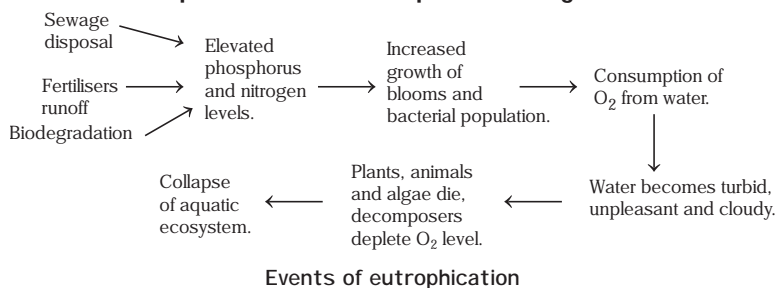 Sewage
disposal
Fertilisers
runoff
Biodegradation
Elevated
phosphorus
and nitrogen
levels.
Increased
growth of
blooms and
bacterial population.
Consumption of
O₂ from water.
Water becomes turbid,
unpleasant and cloudy.
Plants, animals
and algae die,
decomposers
deplete O₂ level.
Collapse
of aquatic
ecosystem.
Events of eutrophication